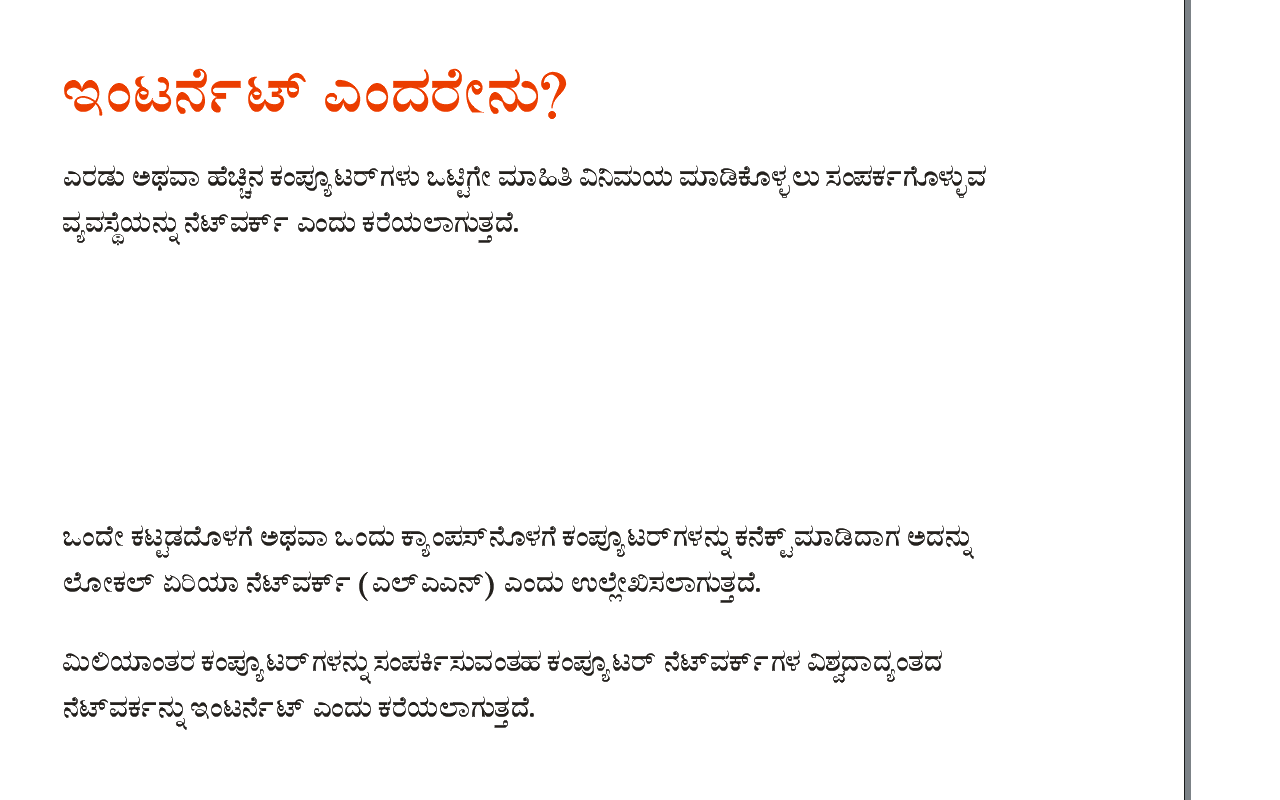 ಇಂಟರ್ನೆಟ್ ಎಂದರೇನು?
ಎರಡು ಅಥವಾ ಹೆಚ್ಚಿನ ಕಂಪ್ಯೂಟರ್‌ಗಳು ಒಟ್ಟಿಗೇ ಮಾಹಿತಿ ವಿನಿಮಯ ಮಾಡಿಕೊಳ್ಳಲು ಸಂಪರ್ಕಗೊಳ್ಳುವ
ವ್ಯವಸ್ಥೆಯನ್ನು ನೆಟ್‌ವರ್ಕ್ ಎಂದು ಕರೆಯಲಾಗುತ್ತದೆ.
ಒಂದೇ ಕಟ್ಟಡದೊಳಗೆ ಅಥವಾ ಒಂದು ಕ್ಯಾಂಪಸ್‌ನೊಳಗೆ ಕಂಪ್ಯೂಟರ್‌ಗಳನ್ನು ಕನೆಕ್ಟ್‌ಮಾಡಿದಾಗ ಅದನ್ನು
ಲೋಕಲ್ ಏರಿಯಾ ನೆಟ್‌ವರ್ಕ್ (ಎಲ್‌ಎಎನ್) ಎಂದು ಉಲ್ಲೇಖಿಸಲಾಗುತ್ತದೆ.
ಮಿಲಿಯಾಂತರ ಕಂಪ್ಯೂಟರ್‌ಗಳನ್ನು ಸಂಪರ್ಕಿಸುವಂತಹ ಕಂಪ್ಯೂಟರ್ ನೆಟ್‌ವರ್ಕ್‌ಗಳ ವಿಶ್ವದಾದ್ಯಂತದ
ನೆಟ್‌ವರ್ಕನ್ನು ಇಂಟರ್ನೆಟ್ ಎಂದು ಕರೆಯಲಾಗುತ್ತದೆ.